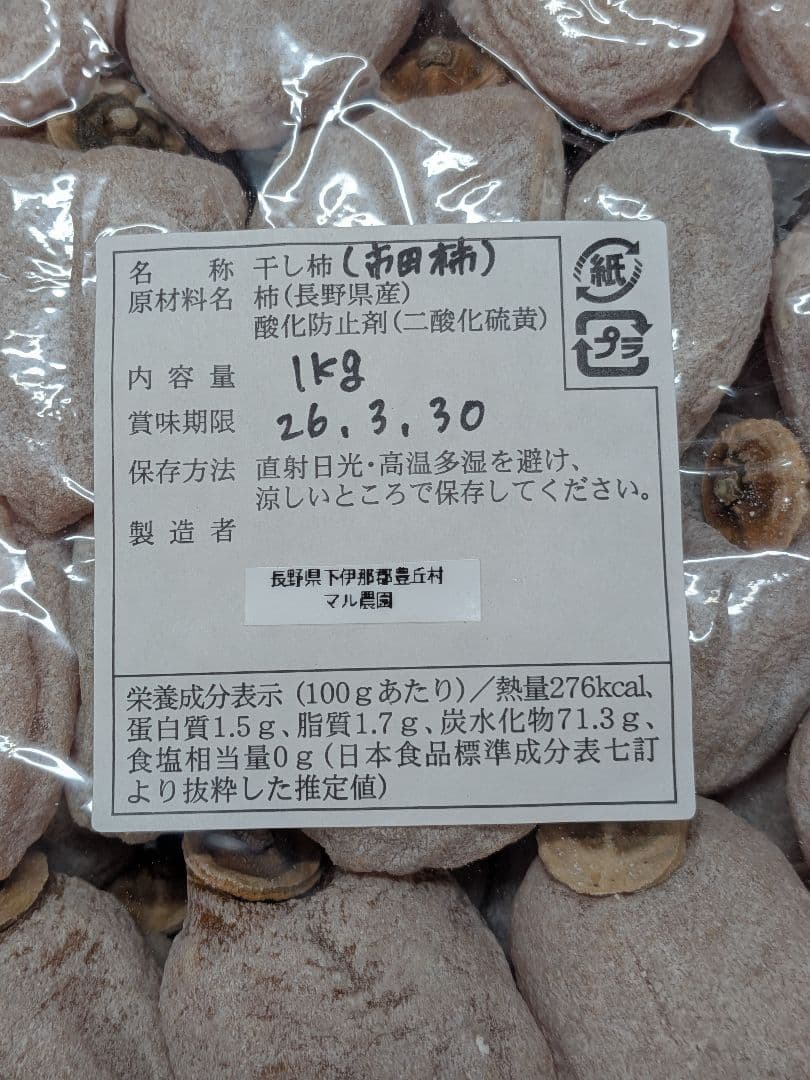 名称 干し柿(市田柿)
原材料名 柿(長野県産)
酸化防止剤(二酸化硫黄)
紙
プラ
内容量 1kg
賞味期限 26.3.30
保存方法 直射日光・高温多湿を避け、
涼しいところで保存してください。
製造者
長野県下伊那郡豊丘村
マル農園
栄養成分表示(100gあたり)/熱量276kcal、
蛋白質1.5g、脂質1.7g、炭水化物71.3g、
食塩相当量0g(日本食品標準成分表七訂
より抜粋した推定値)